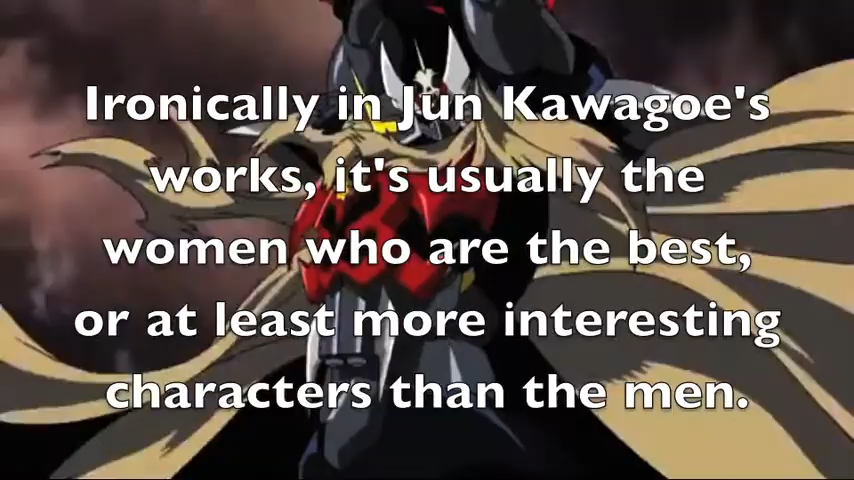 Ironically in Jun Kawagoe's
works, it's usually the
women who are the best,
or at least more interesting
characters than the men.